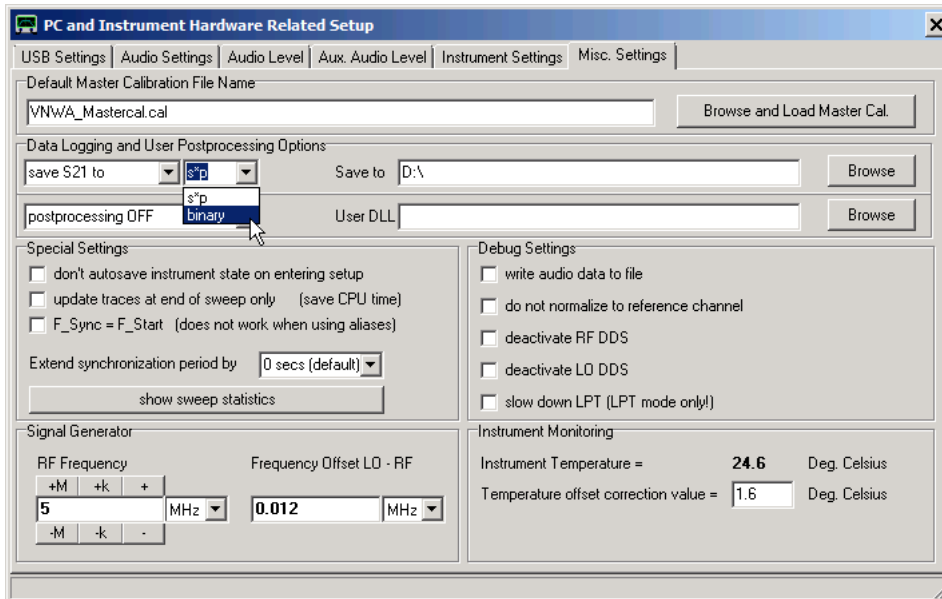 PC and Instrument Hardware Related Setup
USB Settings Audio Settings Audio Level Aux. Audio Level Instrument Settings Misc. Settings
Default Master Calibration File Name
VNWA_Mastercal.cal Browse and Load Master Cal.
Data Logging and User Postprocessing Options
save S21 to s*p Save to D:\ Browse
s*p
binary
postprocessing OFF User DLL Browse
Special Settings
don't autosave instrument state on entering setup
update traces at end of sweep only (save CPU time)
F_Sync = F_Start (does not work when using aliases)
Extend synchronization period by 0 secs (default)
show sweep statistics
Debug Settings
write audio data to file
do not normalize to reference channel
deactivate RF DDS
deactivate LO DDS
slow down LPT (LPT mode only!)
Signal Generator
RF Frequency Frequency Offset LO - RF
+M +k +
5 MHz 0.012 MHz
-M -k -
Instrument Monitoring
Instrument Temperature = 24.6 Deg. Celsius
Temperature offset correction value = 1.6 Deg. Celsius